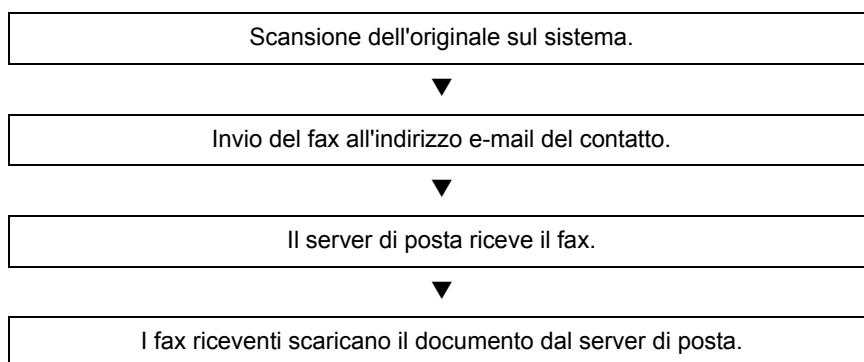 Scansione dell'originale sul sistema.
Invio del fax all'indirizzo e-mail del contatto.
Il server di posta riceve il fax.
I fax riceventi scaricano il documento dal server di posta.